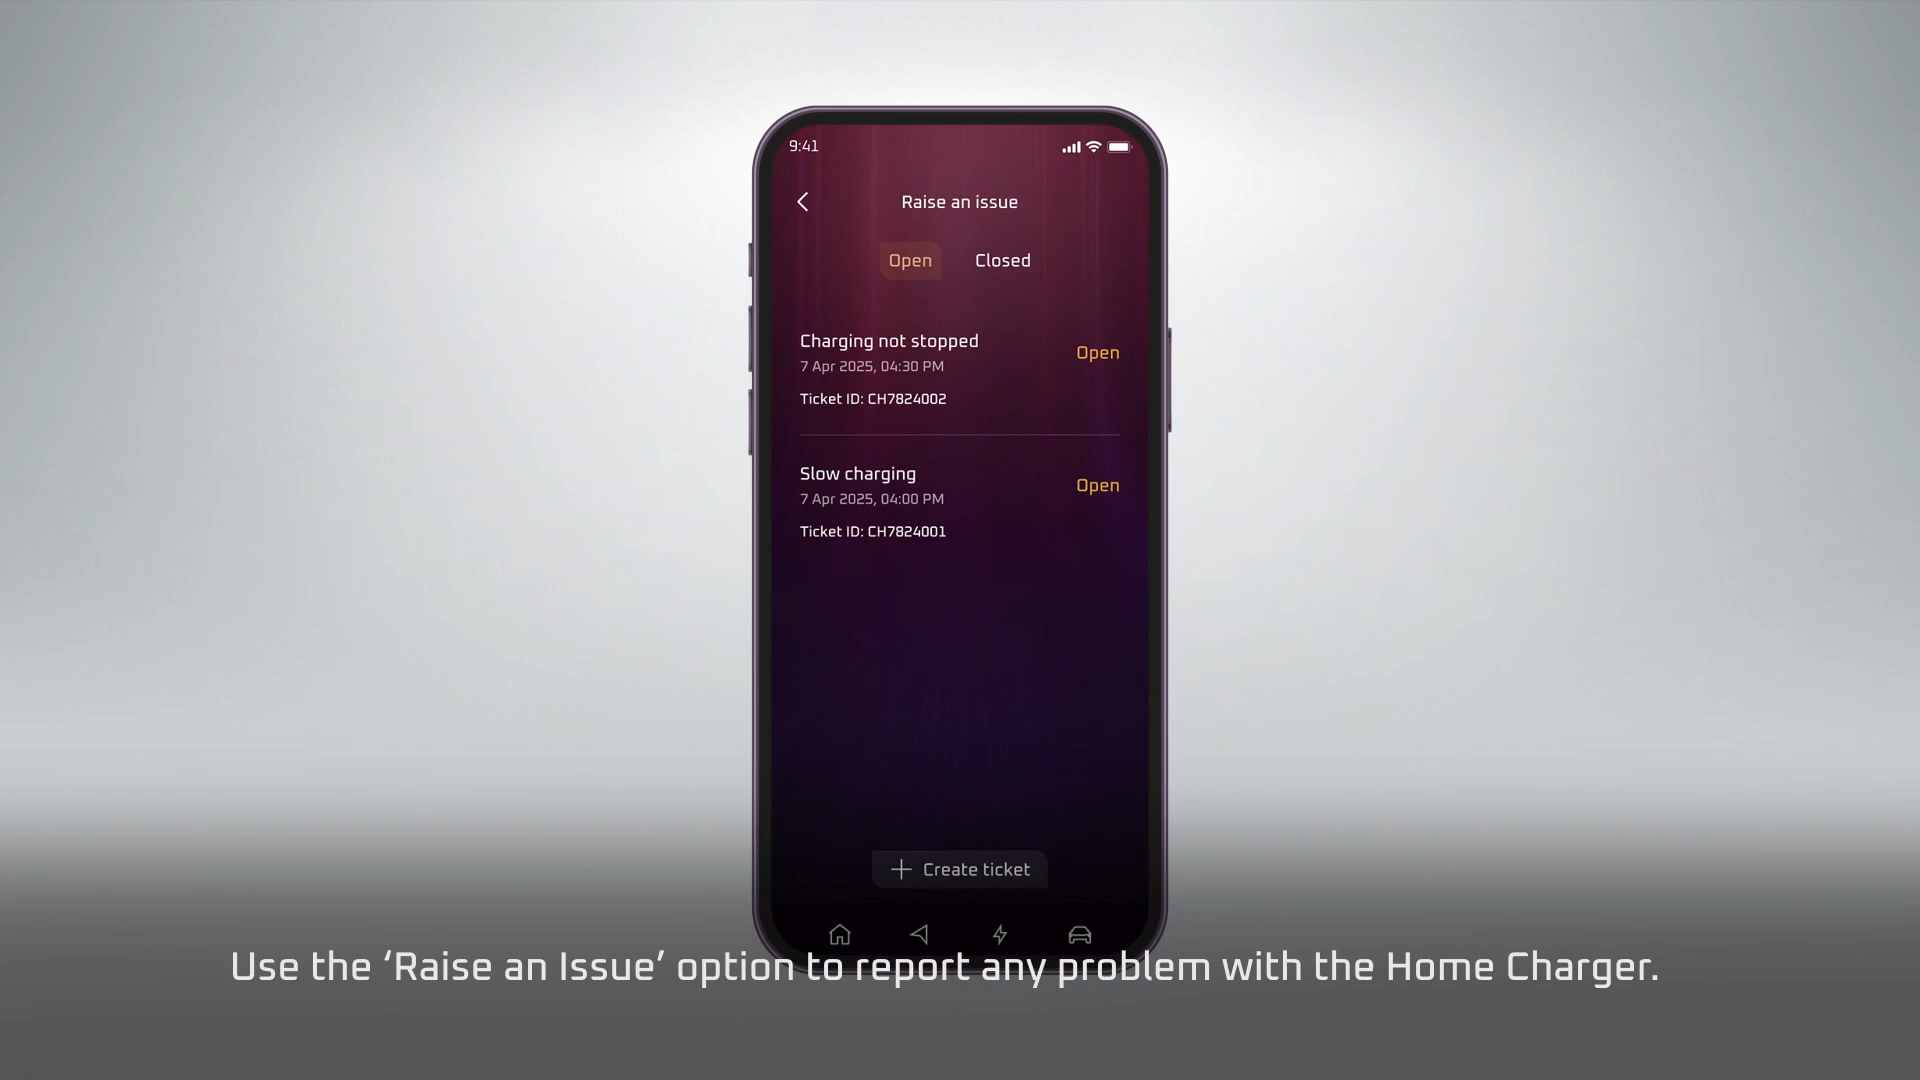 9:41
Raise an issue
Open
Closed
Charging not stopped
7 Apr 2025, 04:30 PM
Open
Ticket ID: CH7824002
Slow charging
7 Apr 2025, 04:00 PM
Open
Ticket ID: CH7824001
Create ticket
Use the ‘Raise an Issue’ option to report any problem with the Home Charger.